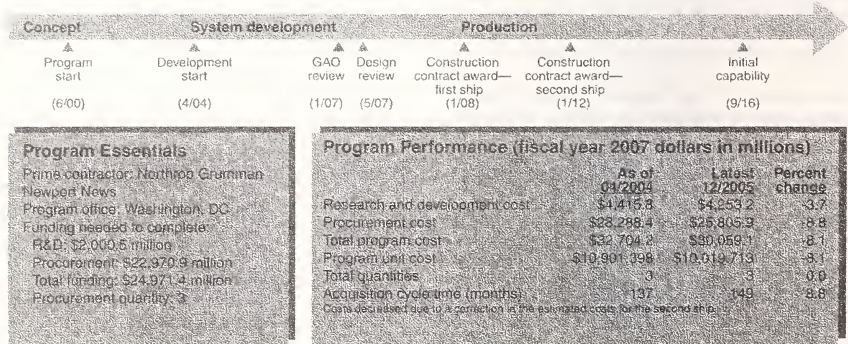 Concept System development Production
Program start (6/00)
Development start (4/04)
GAO review (1/07)
Design review (5/07)
Construction contract award—first ship (1/08)
Construction contract award—second ship (1/12)
Initial capability (9/16)
Program Essentials
Prime contractor: Northrop Grumman
Newport News
Program office: Washington, DC
Funding needed to complete:
R&D: $2,000.5 million
Procurement: $22,970.9 million
Total funding: $24,971.4 million
Procurement quantity: 3
Program Performance (fiscal year 2007 dollars in millions)
As of 04/2004 Latest 12/2005 Percent change
Research and development cost $4,415.8 $4,253.2 -3.7
Procurement cost $28,288.4 $25,805.9 -8.8
Total program cost $32,704.2 $30,059.1 -8.1
Program unit cost $10,901.398 $10,019.713 -8.1
Total quantities 3 3 0.0
Acquisition cycle time (months) 137 149 8.8
Costs decreased due to a correction in the estimated costs for the second ship.